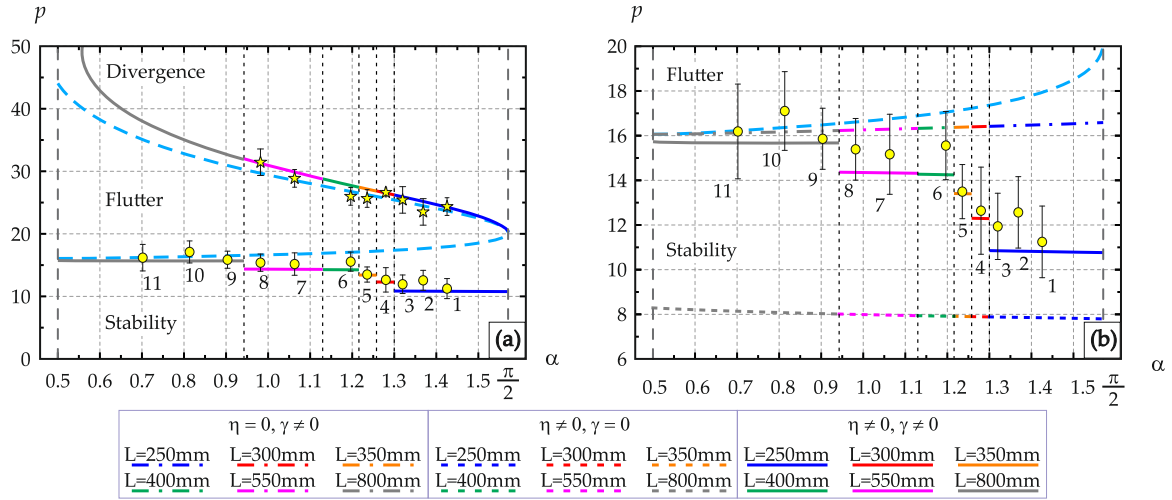 p
50
40
30
20
10
0
Divergence
Flutter
Stability
11 10 9 8 7 6 5 4 3 2 1
(a)
0.5 0.6 0.7 0.8 0.9 1.0 1.1 1.2 1.3 1.4 π/2
α
p
20
18
16
14
12
10
8
6
Flutter
Stability
11 10 9 8 7 6 5 4 3 2 1
(b)
0.5 0.6 0.7 0.8 0.9 1.0 1.1 1.2 1.3 1.4 1.5 π/2
α
η = 0, γ ≠ 0 η ≠ 0, γ = 0 η ≠ 0, γ ≠ 0
L=250mm L=300mm L=350mm L=250mm L=300mm L=350mm L=250mm L=300mm L=350mm
L=400mm L=550mm L=800mm L=400mm L=550mm L=800mm L=400mm L=550mm L=800mm